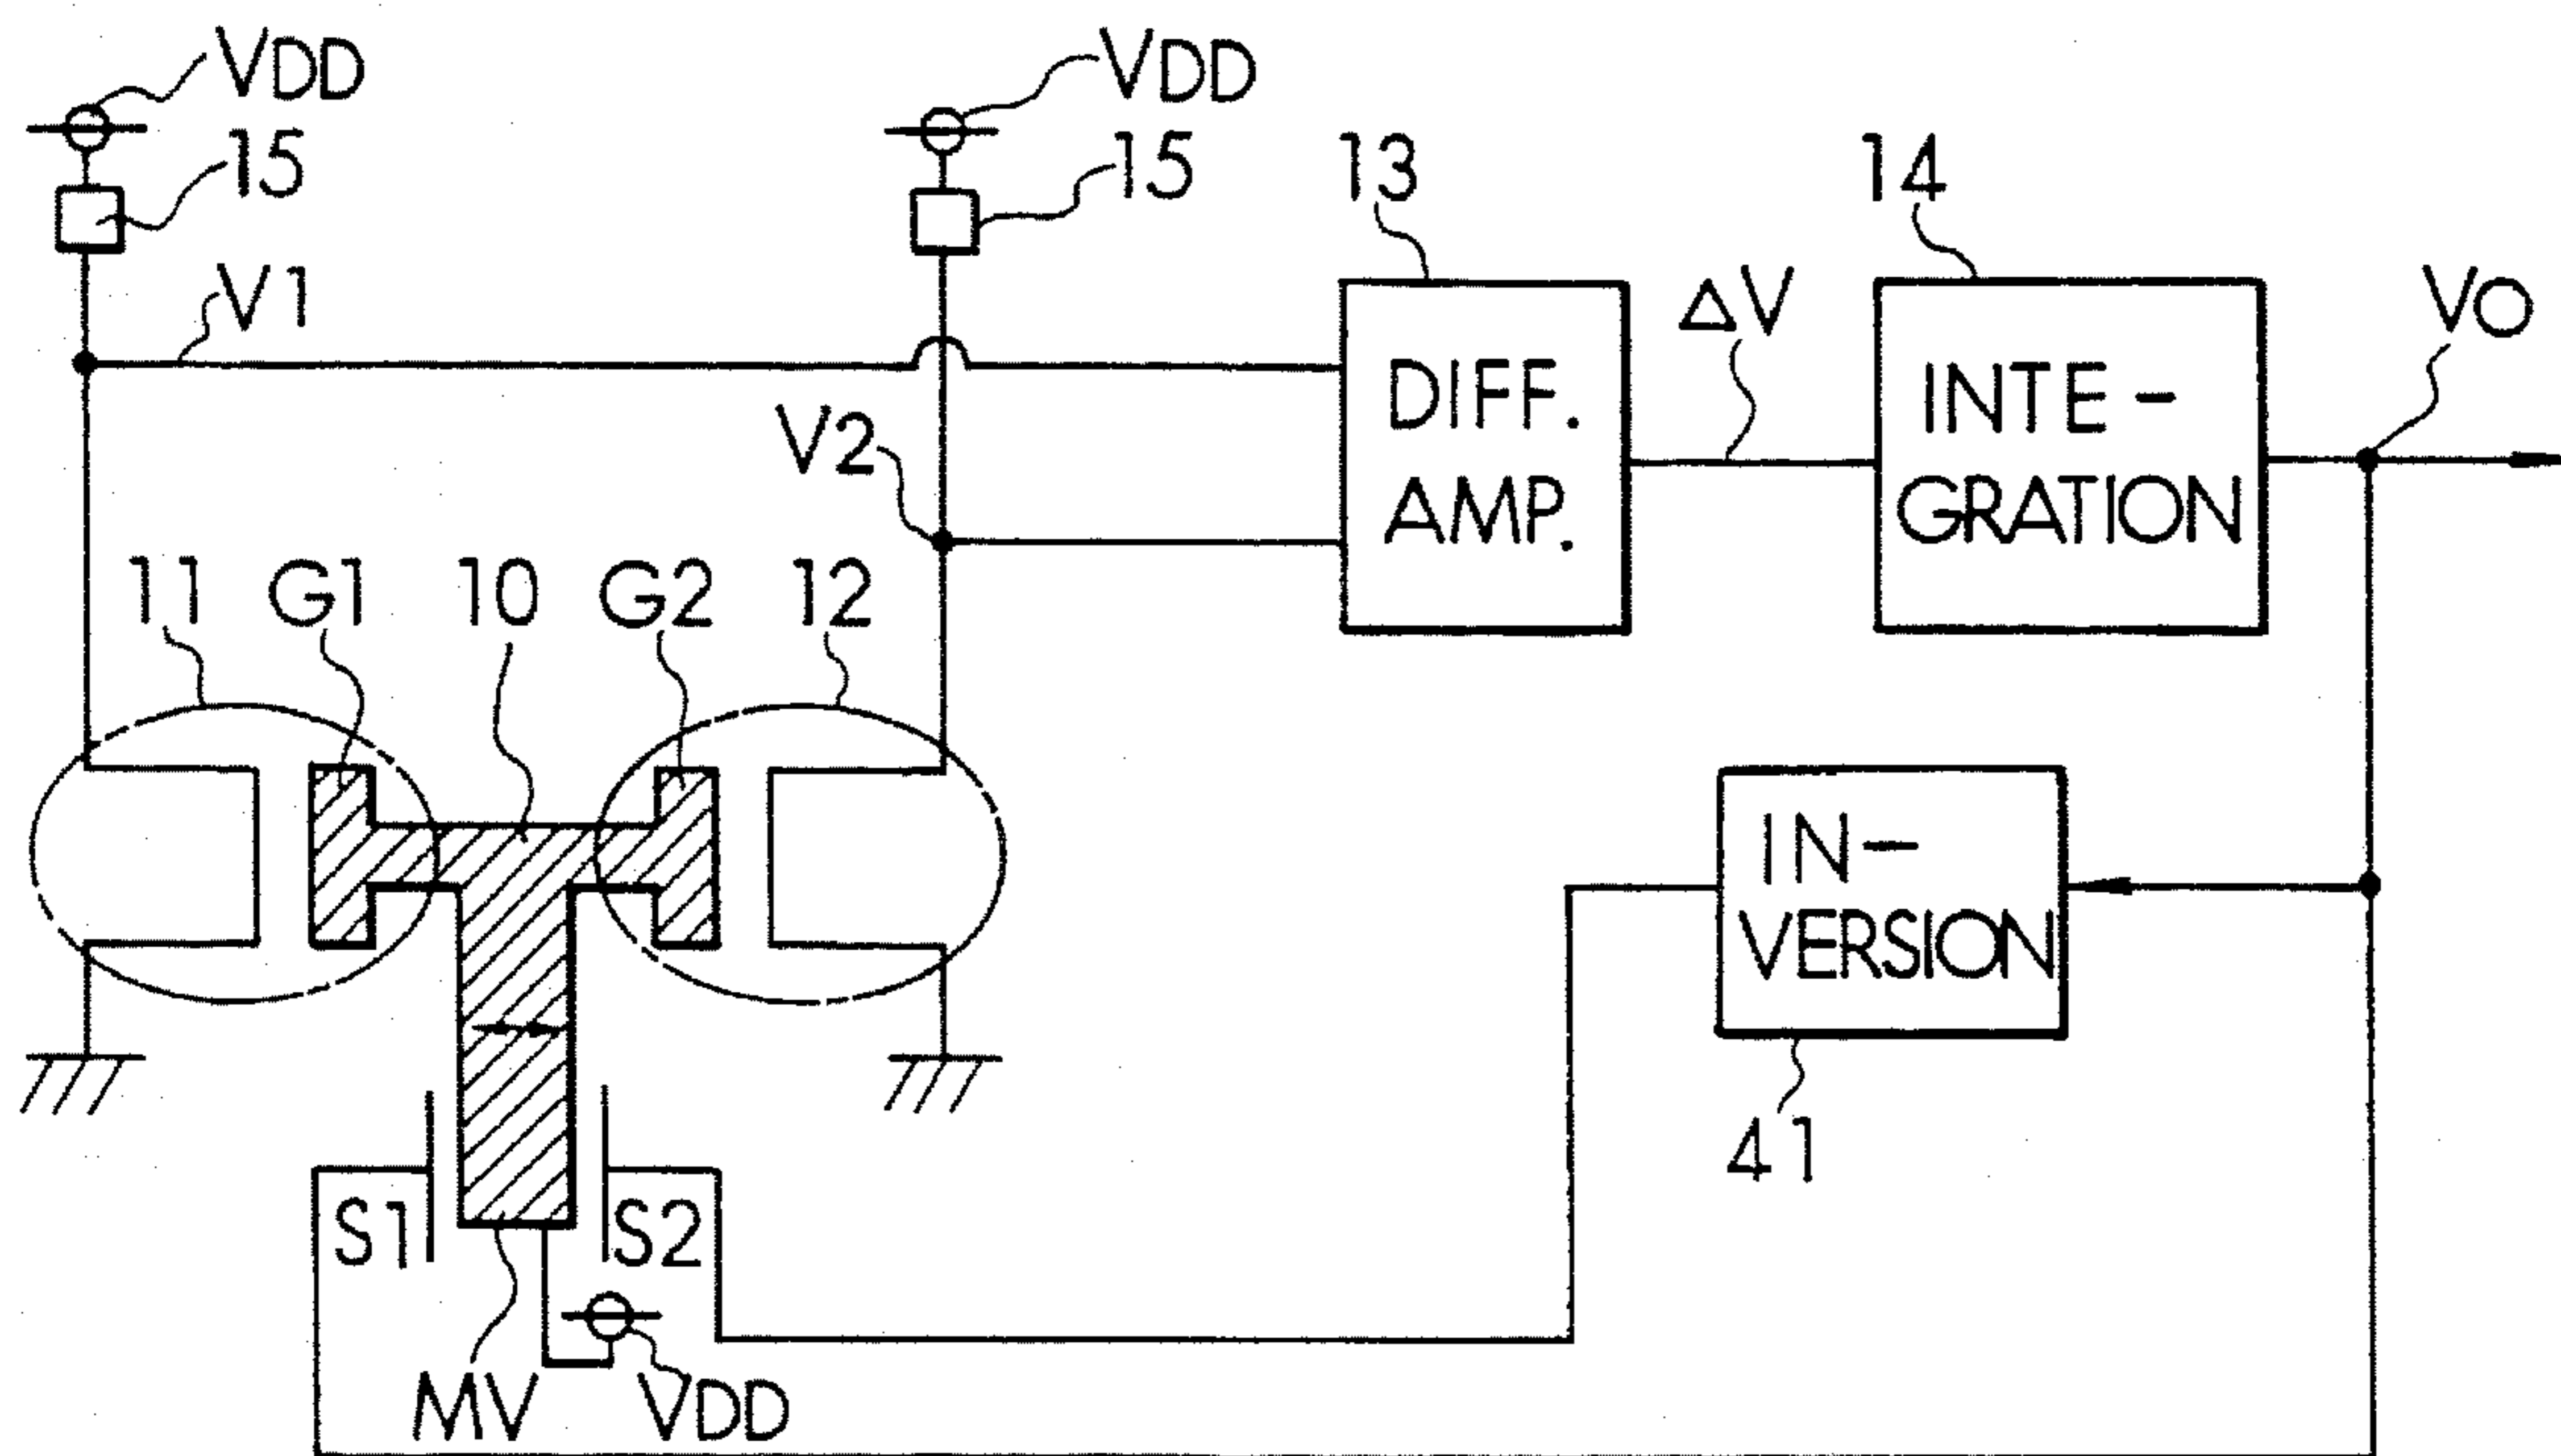 VDD
VDD
15
15
13
14
V1
ΔV
VO
DIFF.
AMP.
INTE-
GRATION
V2
11
G1
10
G2
12
IN-
VERSION
41
S1
S2
MV
VDD